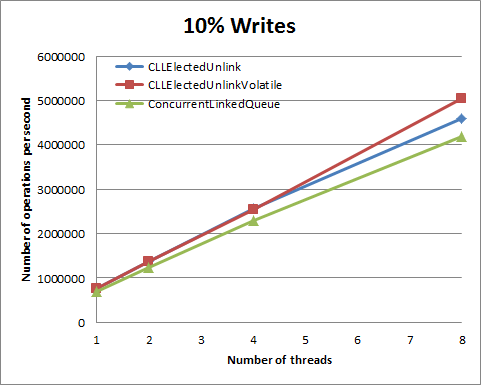 10% Writes
6000000
5000000
4000000
3000000
2000000
1000000
0
Number of operations per second
CLLElectedUnlink
CLLElectedUnlinkVolatile
ConcurrentLinkedQueue
1 2 3 4 5 6 7 8
Number of threads